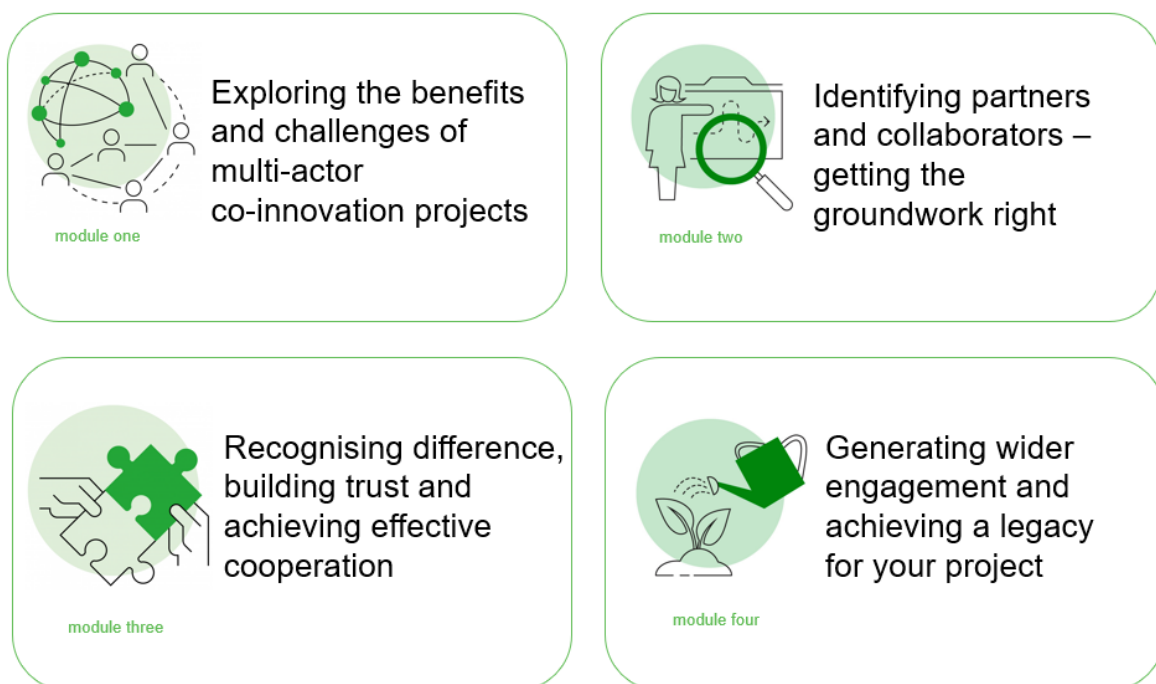 Exploring the benefits
and challenges of
multi-actor
co-innovation projects
module one
Identifying partners
and collaborators –
getting the
groundwork right
module two
Recognising difference,
building trust and
achieving effective
cooperation
module three
Generating wider
engagement and
achieving a legacy
for your project
module four